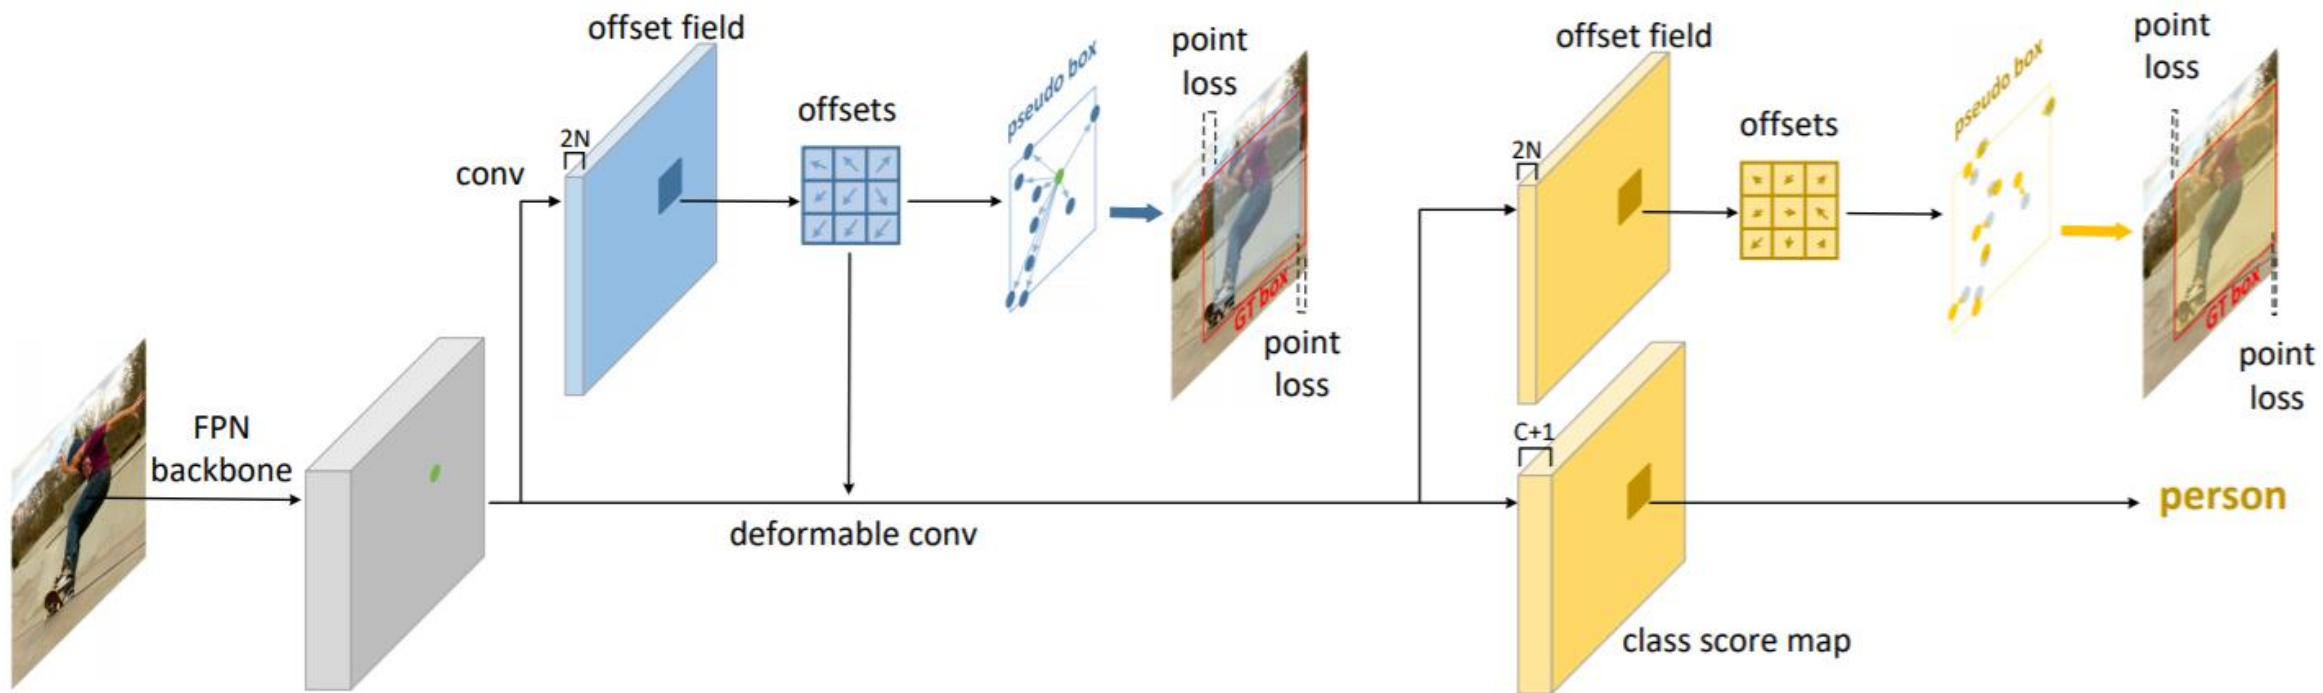 offset field
2N
conv
offsets
pseudo box
point
loss
GT box
point
loss
FPN
backbone
deformable conv
offset field
2N
offsets
pseudo box
point
loss
GT box
point
loss
C+1
person
class score map